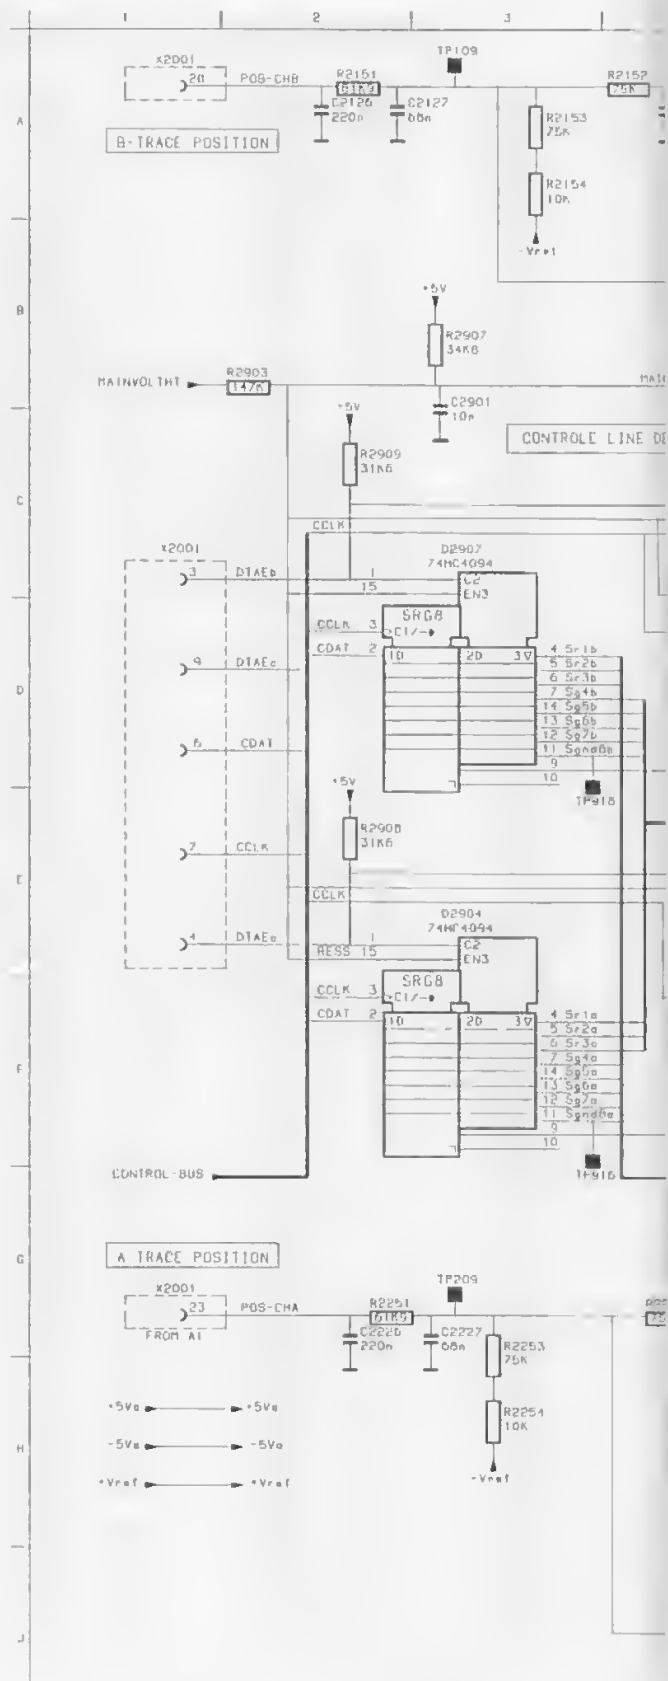 1 2 3
A
X2001
20 POS-CHB
R2151
61K9
C2126
220n
C2127
68n
TP109
R2152
75K
R2153
75K
R2154
10K
-Vref
B-TRACE POSITION
B
+5V
R2907
34K8
MAINVOLTHT
R2903
147K
C2901
10n
CONTROLE LINE DE
C
+5V
R2909
31K6
CCLK
X2001
3 DTAEb
1
15
D2907
74HC4094
C2
EN3
SRG8
CCLK 3 C1/->
CDAT 2 1D 2D 3▽
4 Sr1b
5 Sr2b
6 Sr3b
7 Sg4b
14 Sg5b
13 Sg6b
12 Sg7b
11
9
10
TP918
D
9
6 CDAT
+5V
R2908
31K6
7 CCLK
E
CCLK
4
1
RESS 15
D2904
74HC4094
C2
EN3
SRG8
CCLK 3 C1/->
CDAT 2 1D 2D 3▽
4 Sr1a
5 Sr2a
6 Sr3a
7 Sg4a
14 Sg5a
13 Sg6a
12 Sg7a
11
9
10
TP916
F
CONTROL-BUS
G
A TRACE POSITION
X2001
23 POS-CHA
FROM A1
R2251
61K9
C2226
220n
C2227
68n
TP209
R2253
75K
R2254
10K
-Vref
H
+5Va +5Va
-5Va -5Va
+Vref +Vref
J